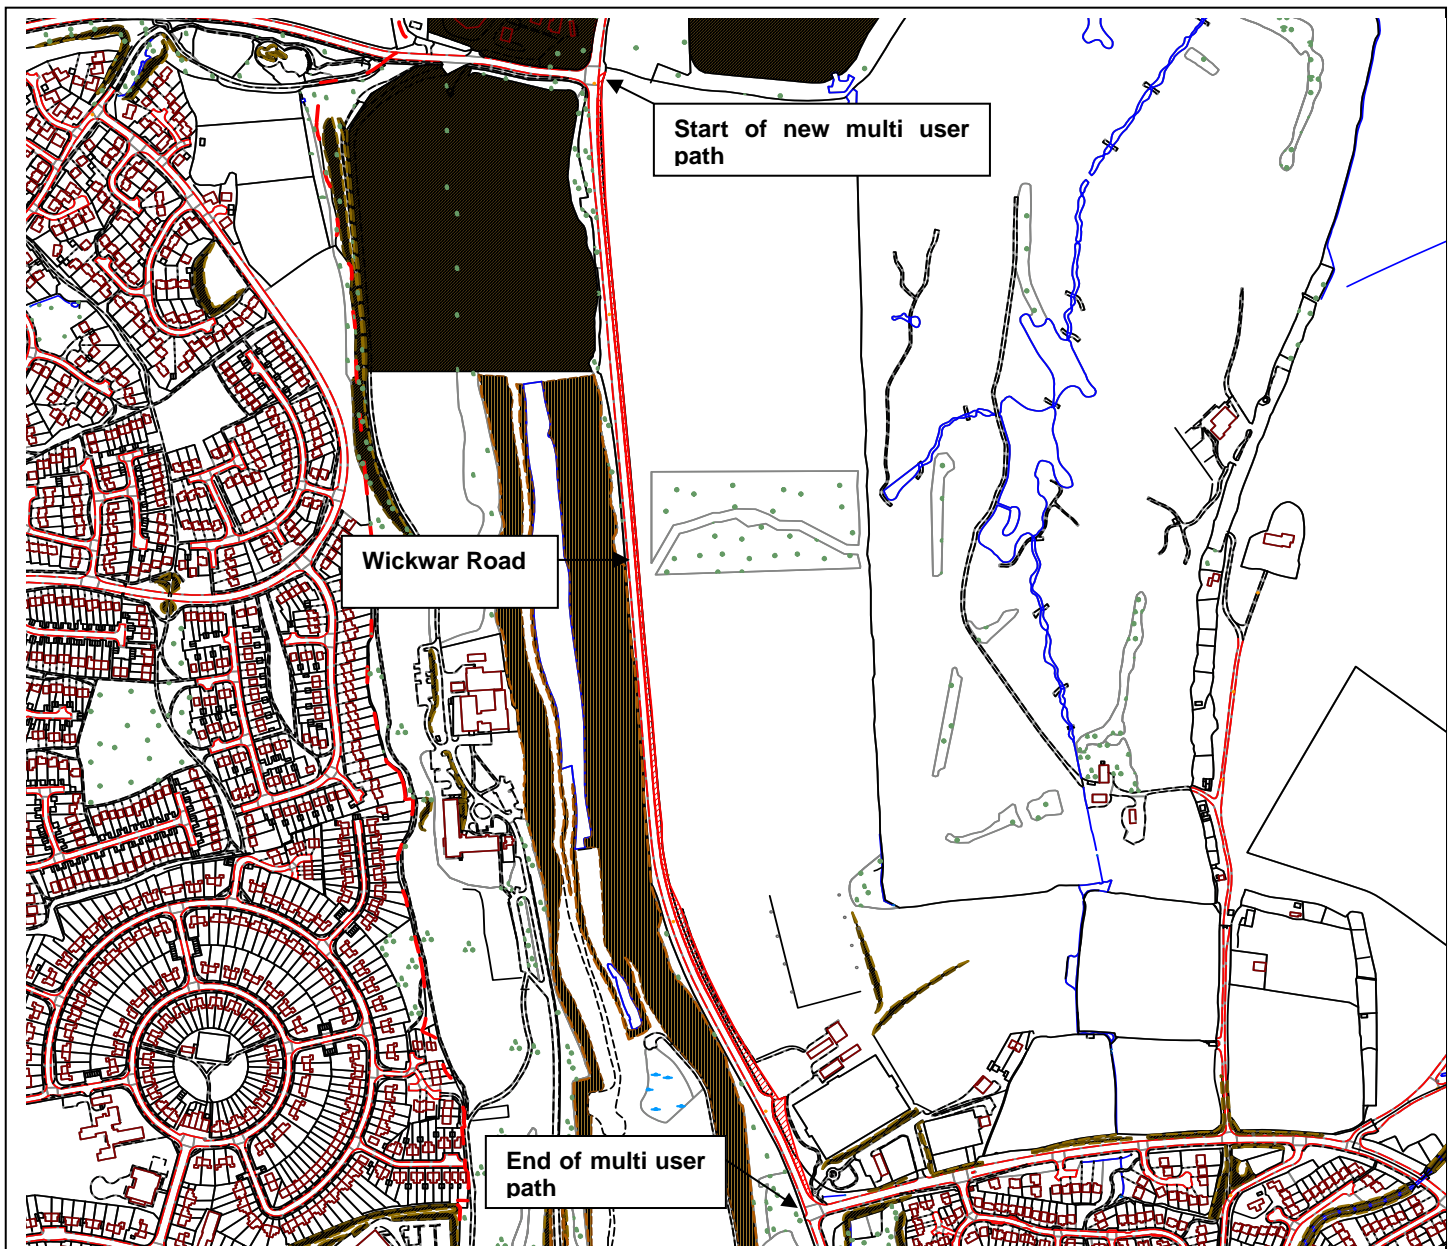 Start of new multi user
path
Wickwar Road
End of multi user
path